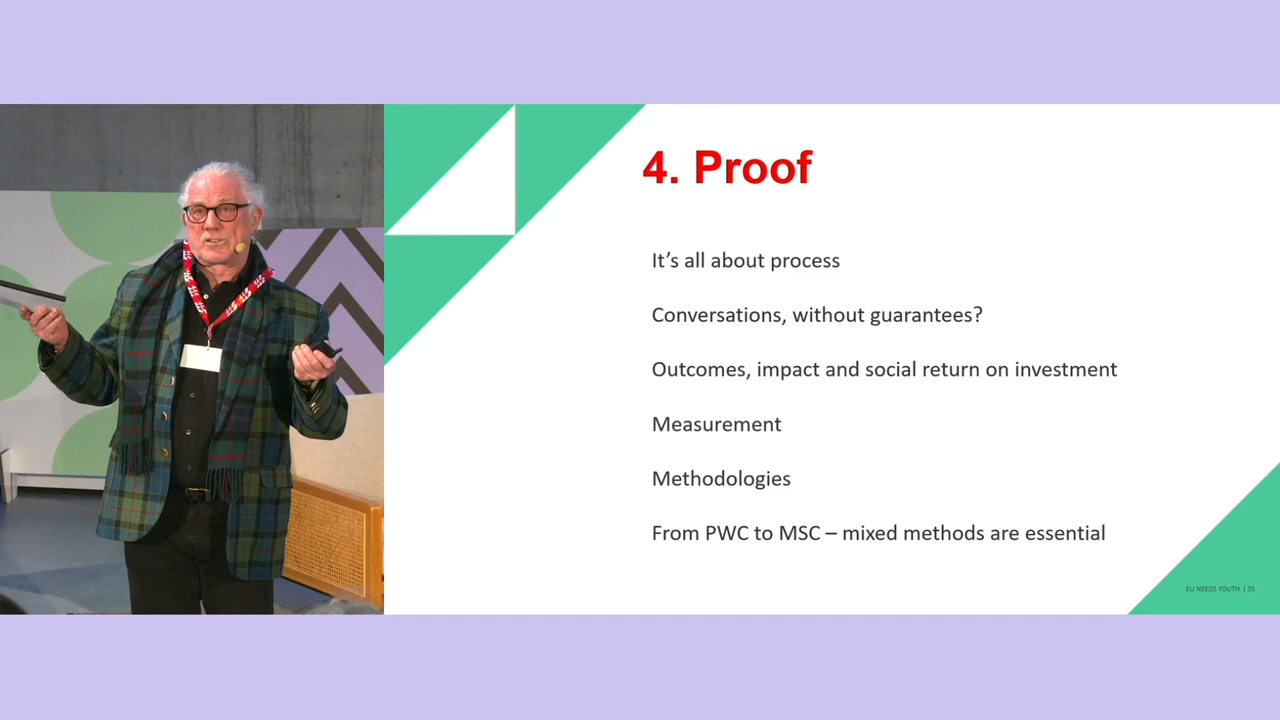 4. Proof
It’s all about process
Conversations, without guarantees?
Outcomes, impact and social return on investment
Measurement
Methodologies
From PWC to MSC – mixed methods are essential
EU NEEDS YOUTH | 35